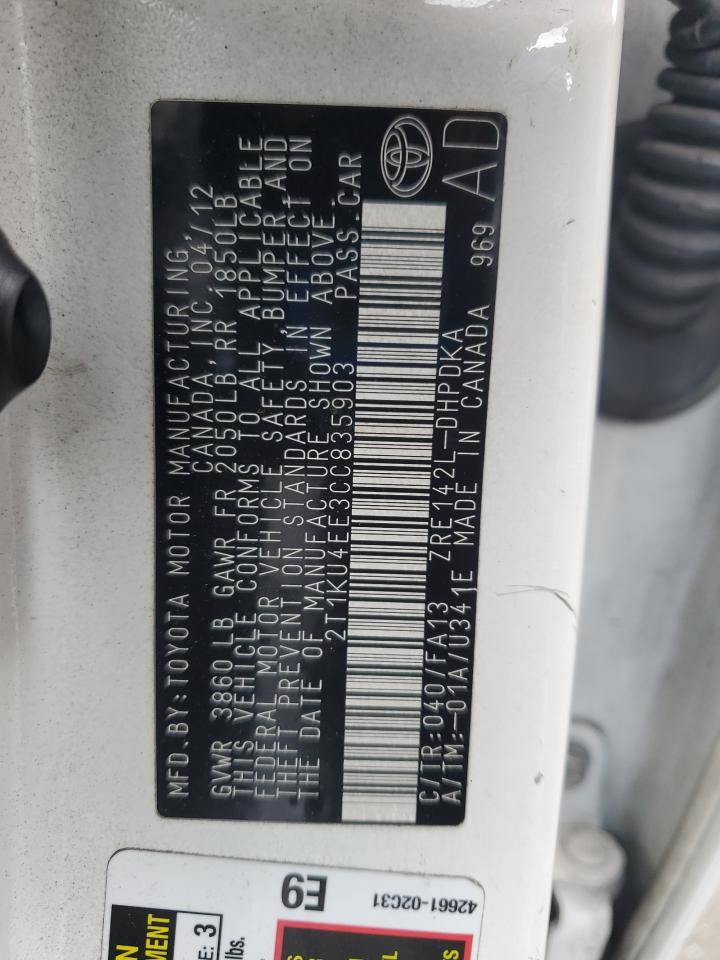 MFD.BY:TOYOTA MOTOR MANUFACTURING,
CANADA, INC. 04/12
GVWR 3860LB GAWR FR 2050LB,RR 1850LB
THIS VEHICLE CONFORMS TO ALL APPLICABLE
FEDERAL MOTOR VEHICLE SAFETY,BUMPER,AND
THEFT PREVENTION STANDARDS IN EFFECT ON
THE DATE OF MANUFACTURE SHOWN ABOVE.
2T1KU4EE3CC835903 PASS.CAR
C/TR:040/FA13 ZRE142L-DHPDKA
A/TM:-01A/U341E MADE IN CANADA 969
AD
E9
42661-02C31
MENT
E: 3
lbs.